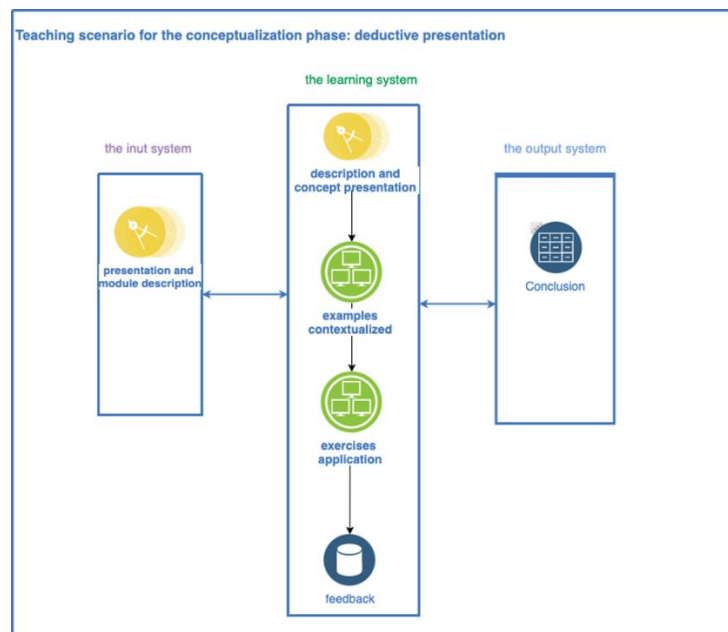 Teaching scenario for the conceptualization phase: deductive presentation
the learning system
the inut system
the output system
description and
concept presentation
presentation and
module description
Conclusion
examples
contextualized
exercises
application
feedback